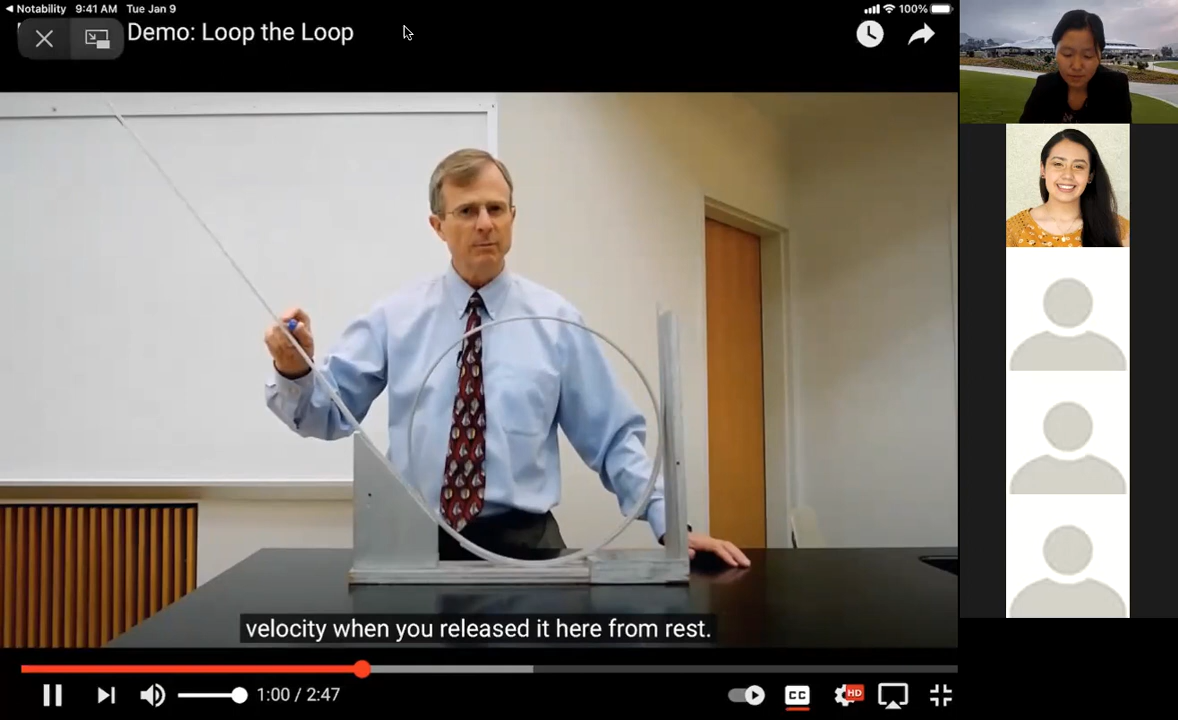 Notability 9:41 AM Tue Jan 9
100%
Demo: Loop the Loop
velocity when you released it here from rest.
1:00 / 2:47
CC
HD